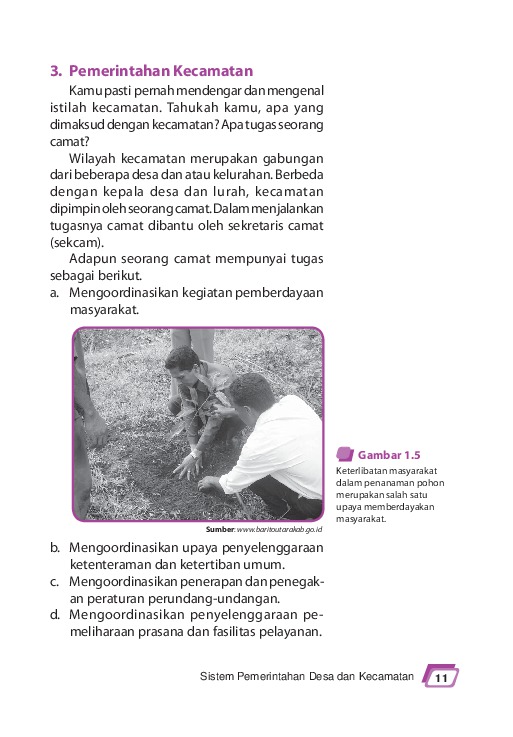 3. Pemerintahan Kecamatan
Kamu pasti pernah mendengar dan mengenal
istilah kecamatan. Tahukah kamu, apa yang
dimaksud dengan kecamatan? Apa tugas seorang
camat?
Wilayah kecamatan merupakan gabungan
dari beberapa desa dan atau kelurahan. Berbeda
dengan kepala desa dan lurah, kecamatan
dipimpin oleh seorang camat. Dalam menjalankan
tugasnya camat dibantu oleh sekretaris camat
(sekcam).
Adapun seorang camat mempunyai tugas
sebagai berikut.
a. Mengoordinasikan kegiatan pemberdayaan
masyarakat.
Sumber: www.baritoutarakab.go.id
Gambar 1.5
Keterlibatan masyarakat
dalam penanaman pohon
merupakan salah satu
upaya memberdayakan
masyarakat.
b. Mengoordinasikan upaya penyelenggaraan
ketenteraman dan ketertiban umum.
c. Mengoordinasikan penerapan dan penegak-
an peraturan perundang-undangan.
d. Mengoordinasikan penyelenggaraan pe-
meliharaan prasana dan fasilitas pelayanan.
Sistem Pemerintahan Desa dan Kecamatan 11